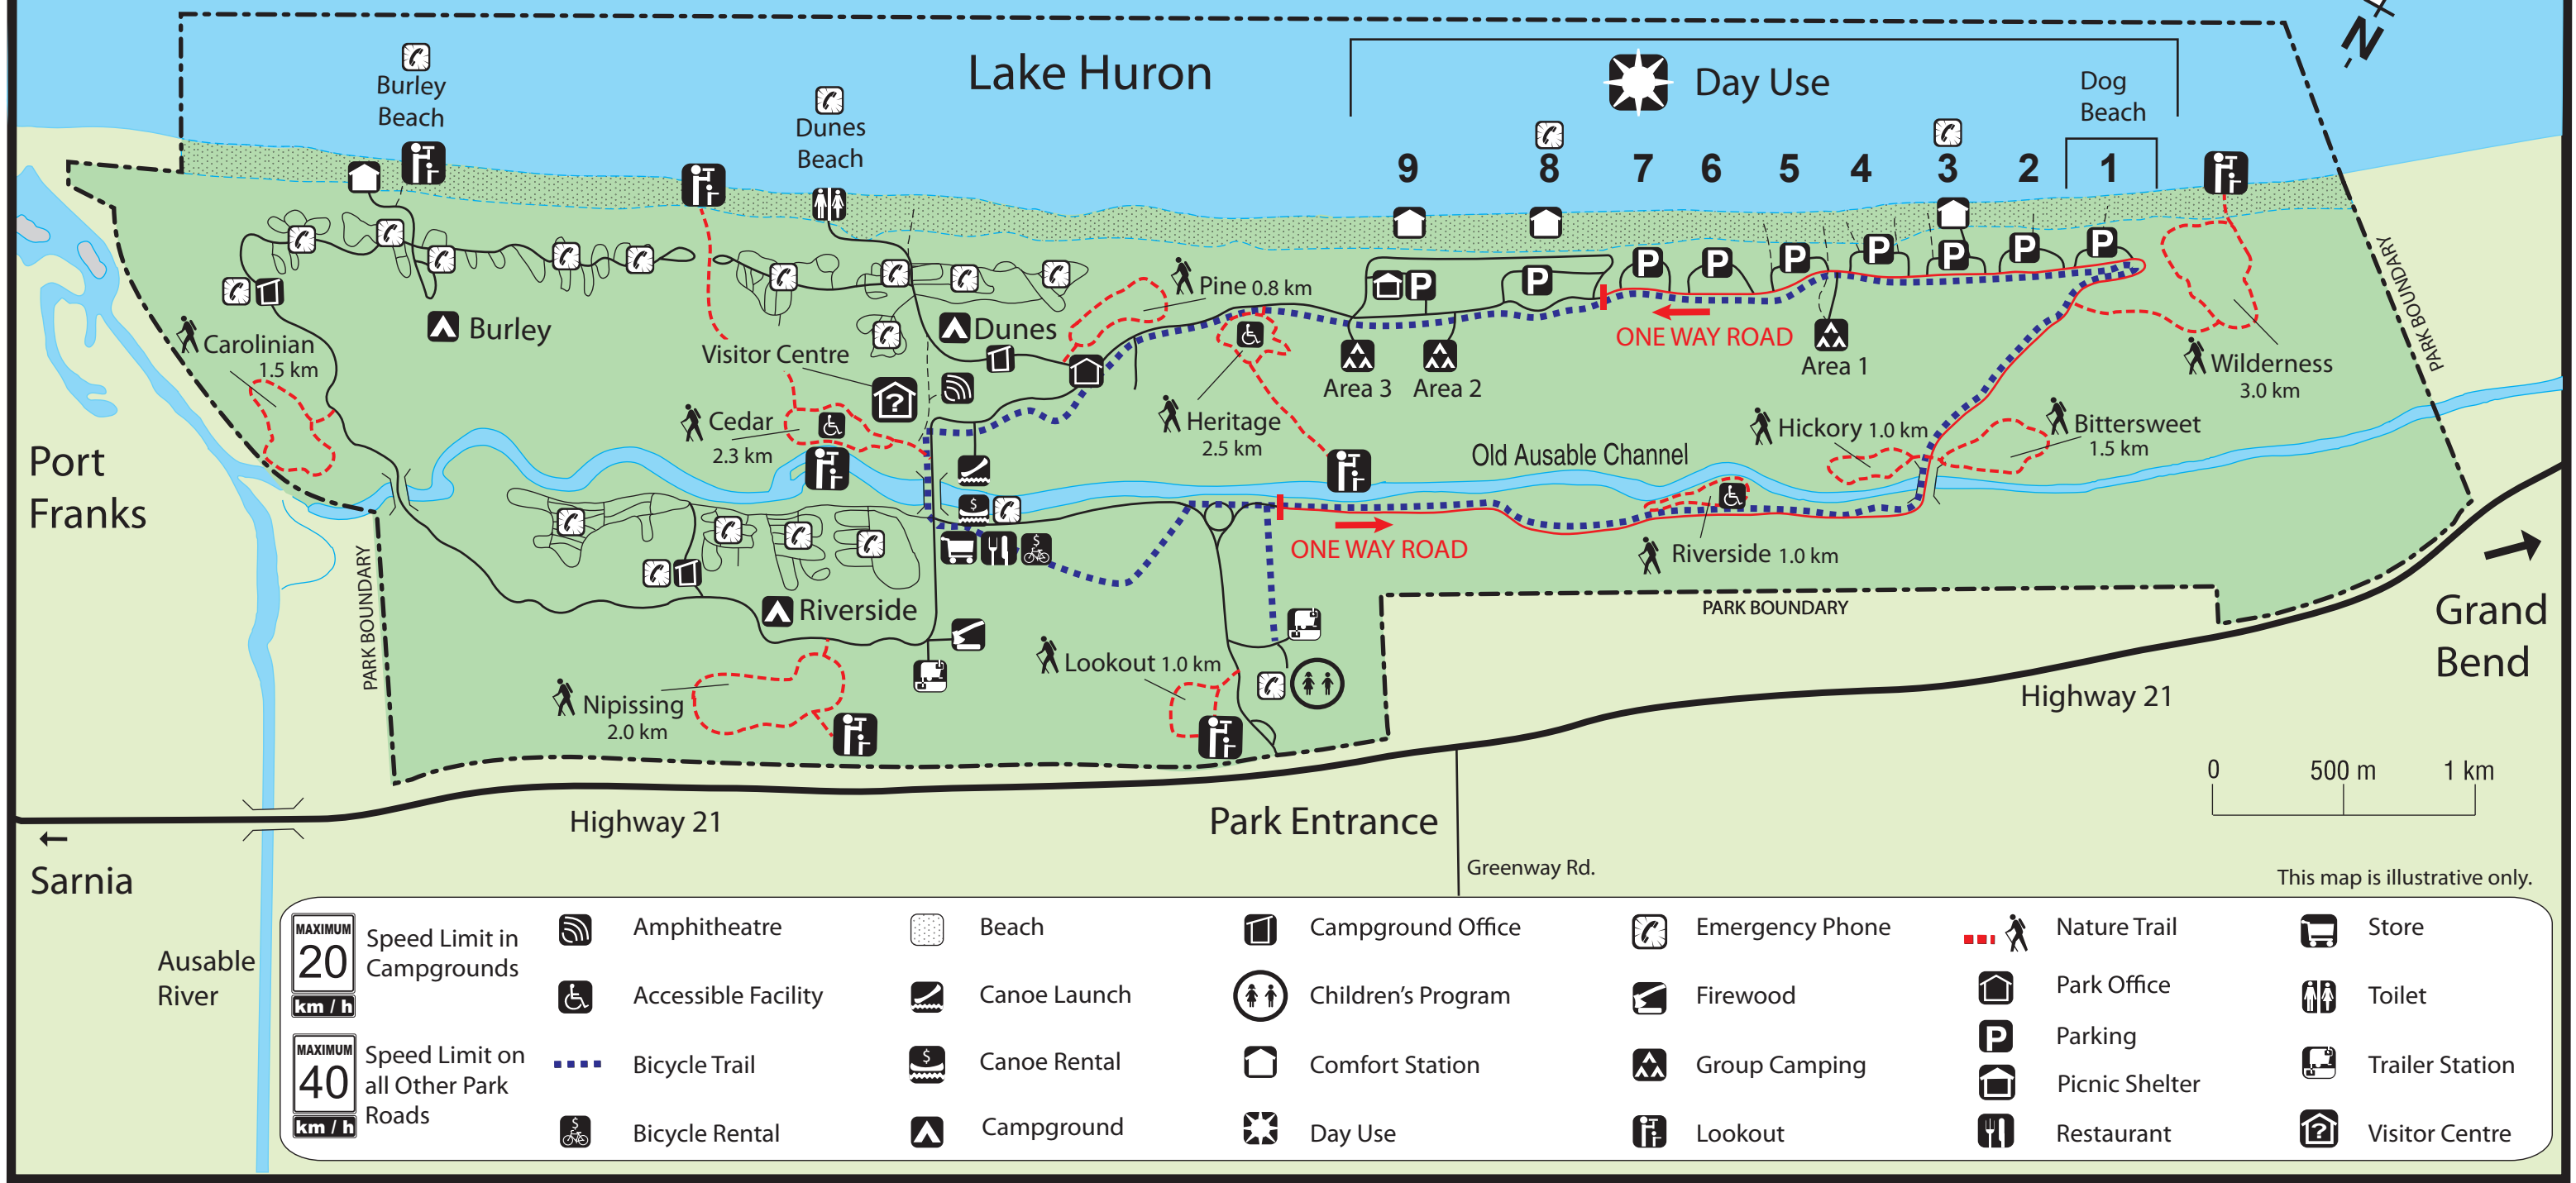 N
Lake Huron
Day Use
Dog
Beach
Burley
Beach
Dunes
Beach
9
8
7
6
5
4
3
2
1
P
P
P
P
P
P
P
P
P
PARK BOUNDARY
Pine 0.8 km
ONE WAY ROAD
Burley
Dunes
Carolinian
1.5 km
Visitor Centre
?
Area 3
Area 2
Area 1
Wilderness
3.0 km
Cedar
2.3 km
Heritage
2.5 km
Hickory 1.0 km
Bittersweet
1.5 km
Port
Franks
Old Ausable Channel
$
$
ONE WAY ROAD
Riverside 1.0 km
PARK BOUNDARY
Riverside
PARK BOUNDARY
Grand
Bend
Lookout 1.0 km
Nipissing
2.0 km
Highway 21
0
500 m
1 km
Highway 21
Park Entrance
Sarnia
Greenway Rd.
This map is illustrative only.
Ausable
River
MAXIMUM
20
km / h
Speed Limit in
Campgrounds
MAXIMUM
40
km / h
Speed Limit on
all Other Park
Roads
Amphitheatre
Accessible Facility
Bicycle Trail
$
Bicycle Rental
Beach
Canoe Launch
$
Canoe Rental
Campground
Campground Office
Children's Program
Comfort Station
Day Use
Emergency Phone
Firewood
Group Camping
Lookout
Nature Trail
Park Office
P
Parking
Picnic Shelter
Restaurant
Store
Toilet
Trailer Station
?
Visitor Centre